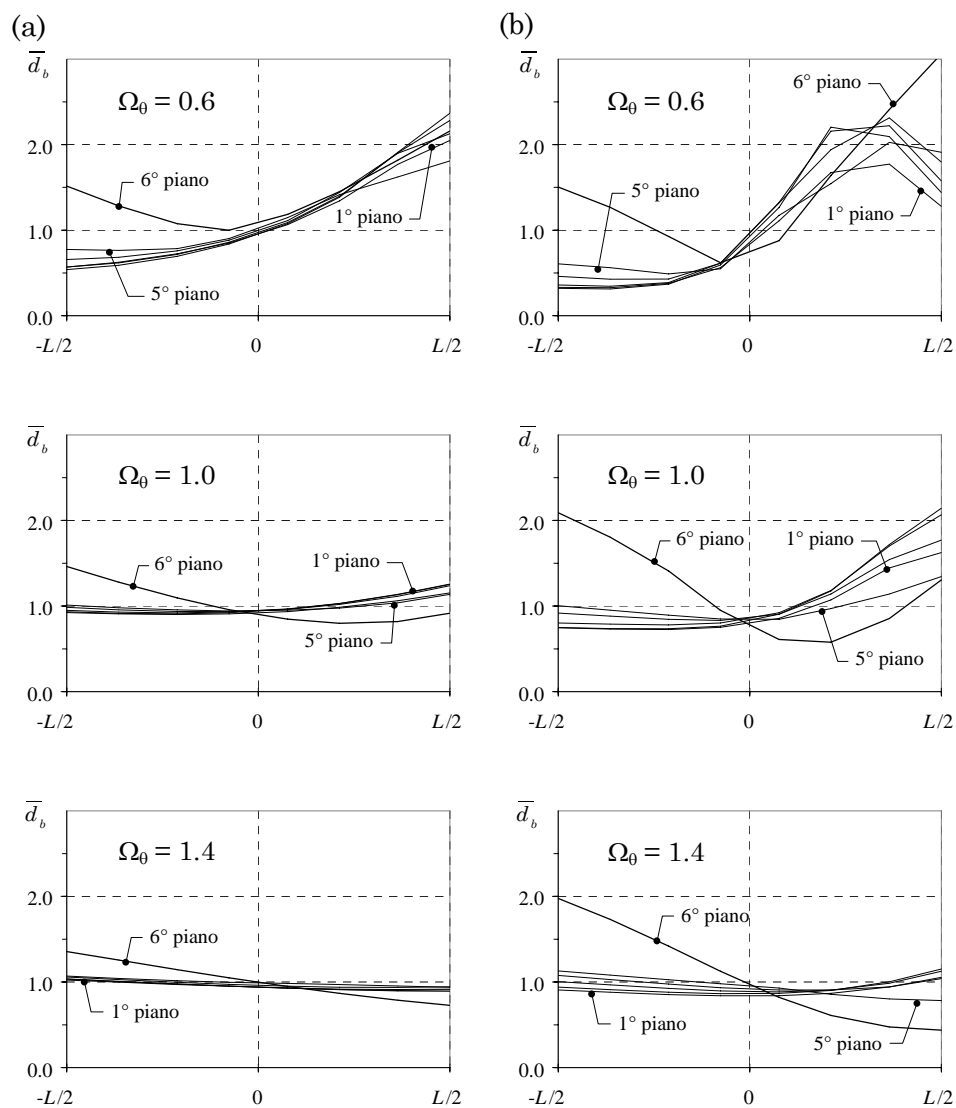 (a)
(b)
d̅_b
Ω_θ = 0.6
6° piano
1° piano
5° piano
2.0
1.0
0.0
-L/2
0
L/2
d̅_b
Ω_θ = 0.6
6° piano
5° piano
1° piano
2.0
1.0
0.0
-L/2
0
L/2
d̅_b
Ω_θ = 1.0
6° piano
1° piano
5° piano
2.0
1.0
0.0
-L/2
0
L/2
d̅_b
Ω_θ = 1.0
6° piano
1° piano
5° piano
2.0
1.0
0.0
-L/2
0
L/2
d̅_b
Ω_θ = 1.4
6° piano
1° piano
2.0
1.0
0.0
-L/2
0
L/2
d̅_b
Ω_θ = 1.4
6° piano
1° piano
5° piano
2.0
1.0
0.0
-L/2
0
L/2